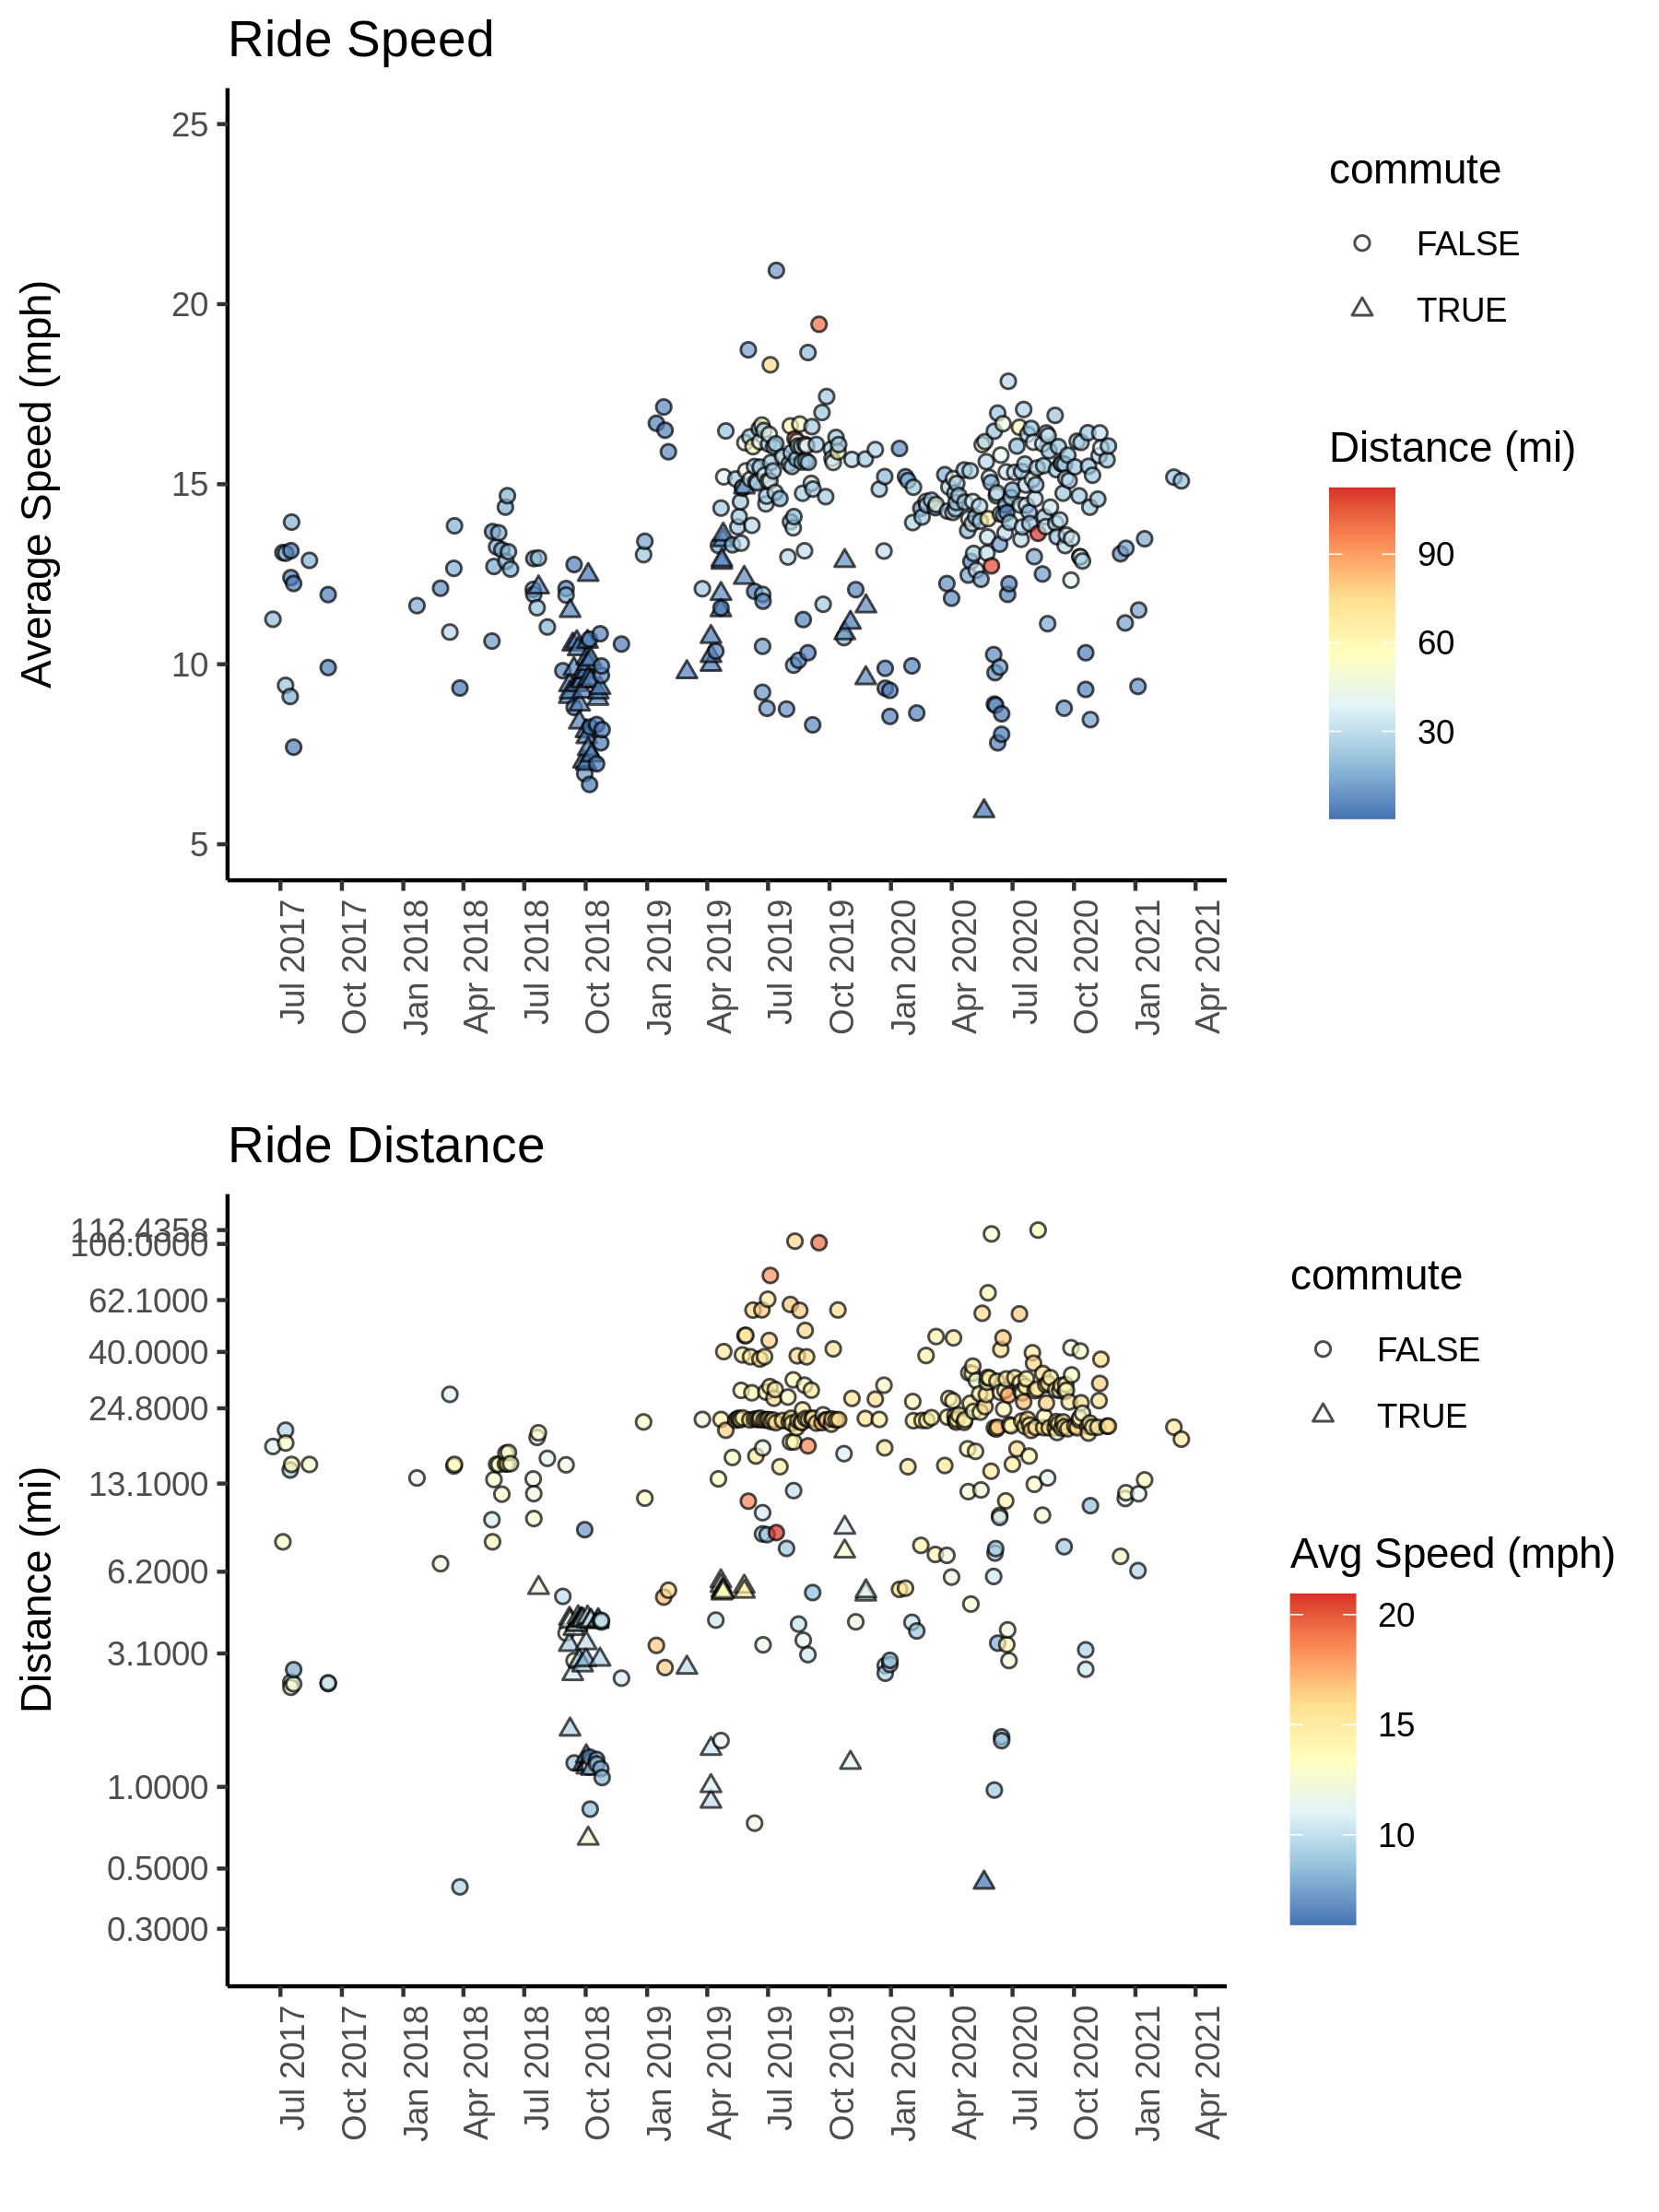 Ride Speed
Average Speed (mph)
25
20
15
10
5
Jul 2017
Oct 2017
Jan 2018
Apr 2018
Jul 2018
Oct 2018
Jan 2019
Apr 2019
Jul 2019
Oct 2019
Jan 2020
Apr 2020
Jul 2020
Oct 2020
Jan 2021
Apr 2021
commute
FALSE
TRUE
Distance (mi)
90
60
30
Ride Distance
Distance (mi)
112.4358
100.0000
62.1000
40.0000
24.8000
13.1000
6.2000
3.1000
1.0000
0.5000
0.3000
Jul 2017
Oct 2017
Jan 2018
Apr 2018
Jul 2018
Oct 2018
Jan 2019
Apr 2019
Jul 2019
Oct 2019
Jan 2020
Apr 2020
Jul 2020
Oct 2020
Jan 2021
Apr 2021
commute
FALSE
TRUE
Avg Speed (mph)
20
15
10